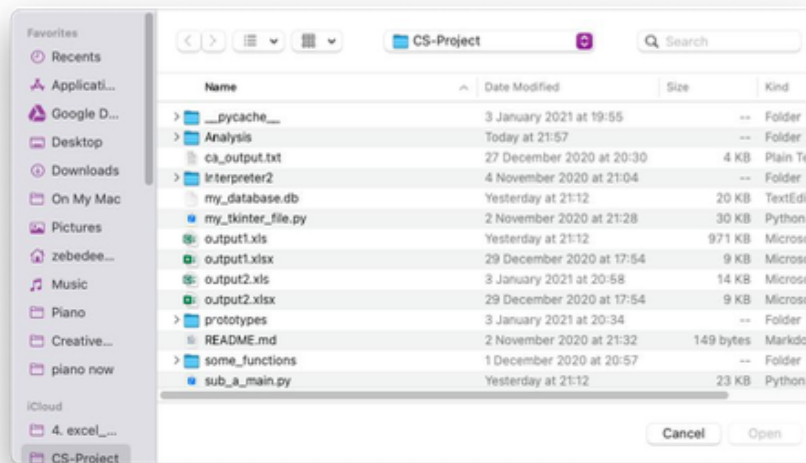 Favorites
Recents
Applicati...
Google D...
Desktop
Downloads
On My Mac
Pictures
zebedee...
Music
Piano
Creative...
piano now
iCloud
4. excel_...
CS-Project
CS-Project
Search
Name Date Modified Size Kind
__pycache__ 3 January 2021 at 19:55 -- Folder
Analysis Today at 21:57 -- Folder
ca_output.txt 27 December 2020 at 20:30 4 KB Plain Te
Interpreter2 4 November 2020 at 21:04 -- Folder
my_database.db Yesterday at 21:12 20 KB TextEdi
my_tkinter_file.py 2 November 2020 at 21:28 30 KB Python
output1.xls Yesterday at 21:12 971 KB Microso
output1.xlsx 29 December 2020 at 17:54 9 KB Microso
output2.xls 3 January 2021 at 20:58 14 KB Microso
output2.xlsx 29 December 2020 at 17:54 9 KB Microso
prototypes 3 January 2021 at 20:34 -- Folder
README.md 2 November 2020 at 21:32 149 bytes Markdo
some_functions 1 December 2020 at 20:57 -- Folder
sub_a_main.py Yesterday at 21:12 23 KB Python
Cancel Open